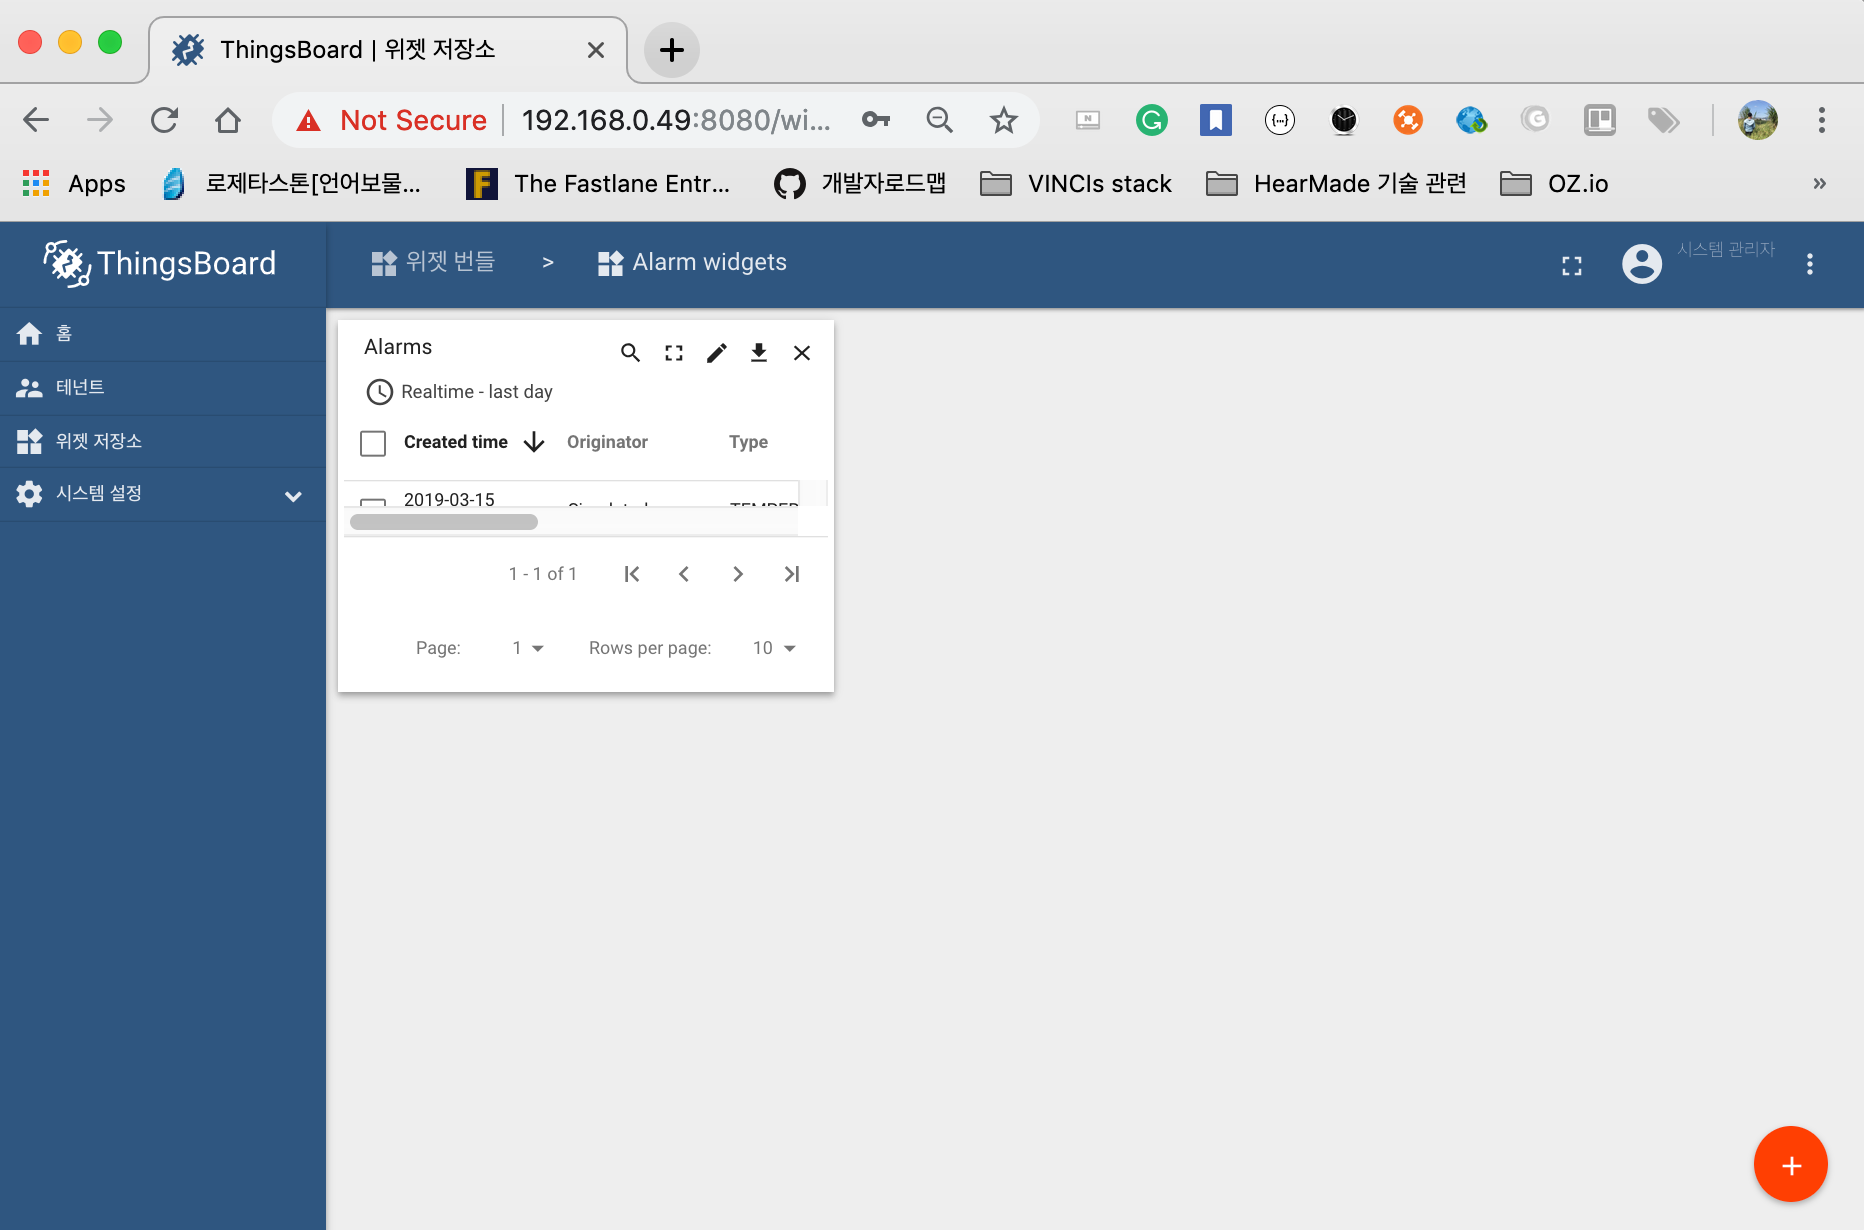 ThingsBoard | 위젯 저장소
Not Secure 192.168.0.49:8080/wi...
Apps 로제타스톤[언어보물... The Fastlane Entr... 개발자로드맵 VINCIs stack HearMade 기술 관련 OZ.io »
ThingsBoard 위젯 번들 > Alarm widgets 시스템 관리자
홈
테넌트
위젯 저장소
시스템 설정
Alarms
Realtime - last day
Created time Originator Type
2019-03-15
1 - 1 of 1
Page: 1 Rows per page: 10